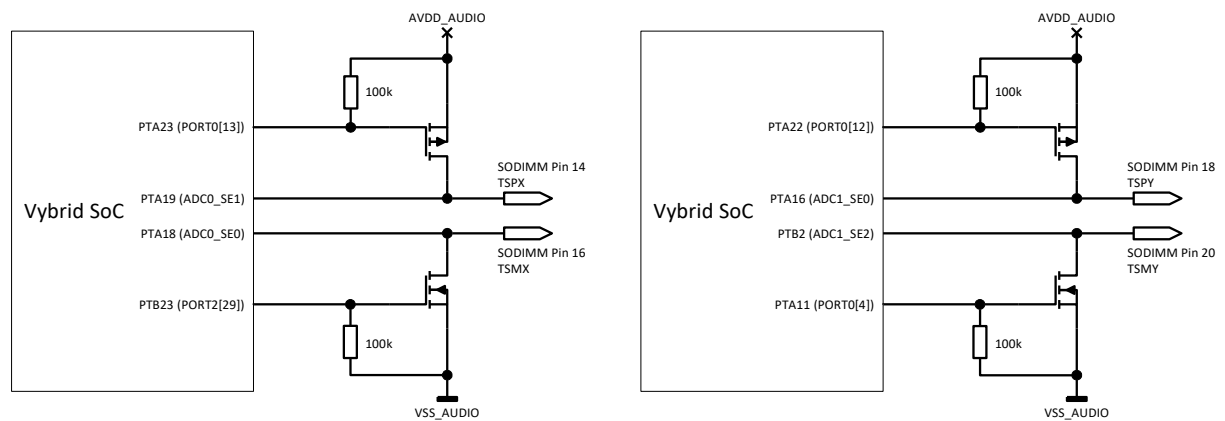 AVDD_AUDIO
100k
PTA23 (PORT0[13])
SODIMM Pin 14
TSPX
PTA19 (ADC0_SE1)
Vybrid SoC
PTA18 (ADC0_SE0)
SODIMM Pin 16
TSMX
PTB23 (PORT2[29])
100k
VSS_AUDIO
AVDD_AUDIO
100k
PTA22 (PORT0[12])
SODIMM Pin 18
TSPY
PTA16 (ADC1_SE0)
Vybrid SoC
PTB2 (ADC1_SE2)
SODIMM Pin 20
TSMY
PTA11 (PORT0[4])
100k
VSS_AUDIO